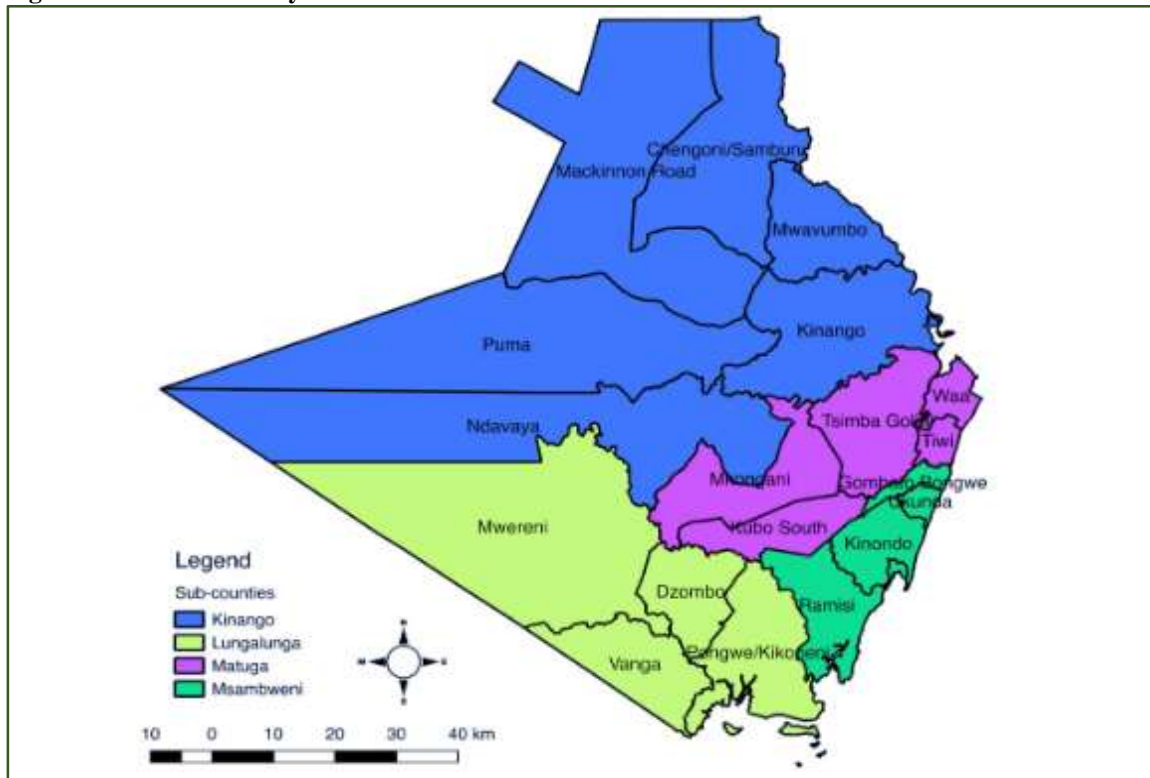 Chengoni/Samburu
Mackinnon Road
Mwavumbo
Kinango
Puma
Waa
Tsimba Golini
Ndavaya
Tiwi
Mkongani
Gombato Bongwe
Ukunda
Mwereni
Kubo South
Kinondo
Legend
Sub-counties
Dzombo
Ramisi
Kinango
Lungalunga
Vanga
Pongwe/Kikoneni
Matuga
Msambweni
10 0 10 20 30 40 km